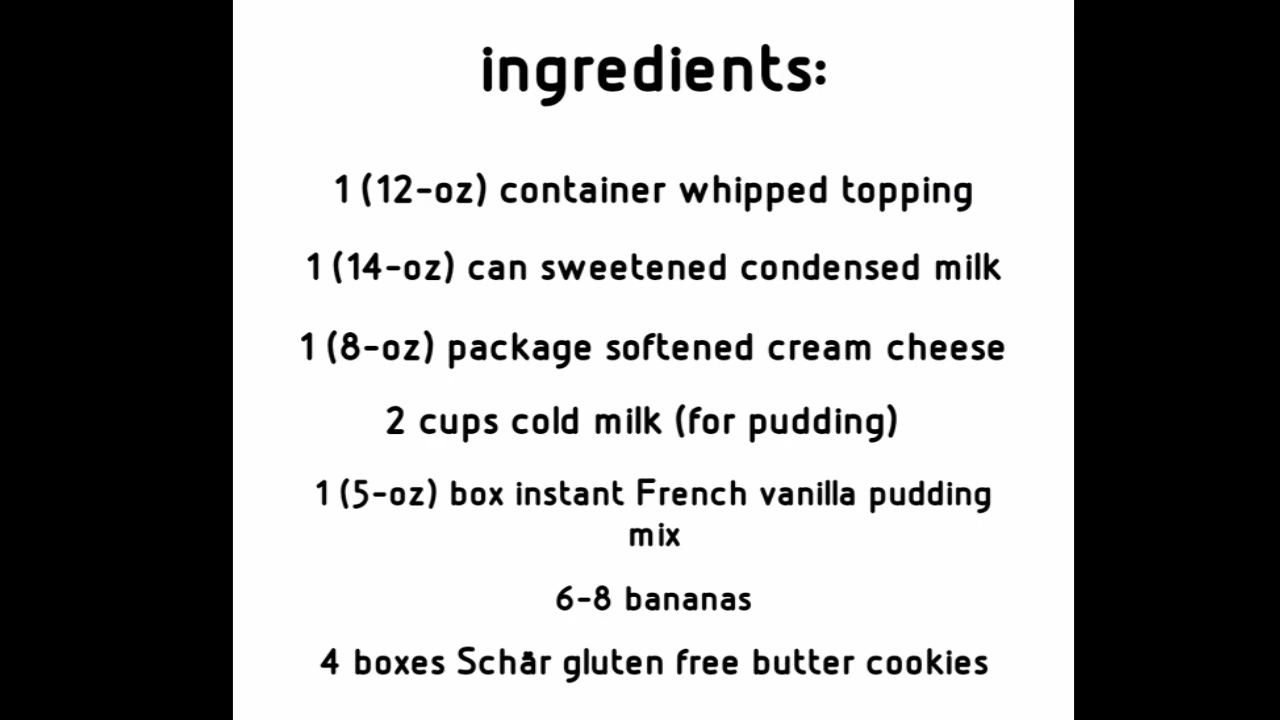 ingredients:
1 (12-oz) container whipped topping
1 (14-oz) can sweetened condensed milk
1 (8-oz) package softened cream cheese
2 cups cold milk (for pudding)
1 (5-oz) box instant French vanilla pudding
mix
6-8 bananas
4 boxes Schär gluten free butter cookies